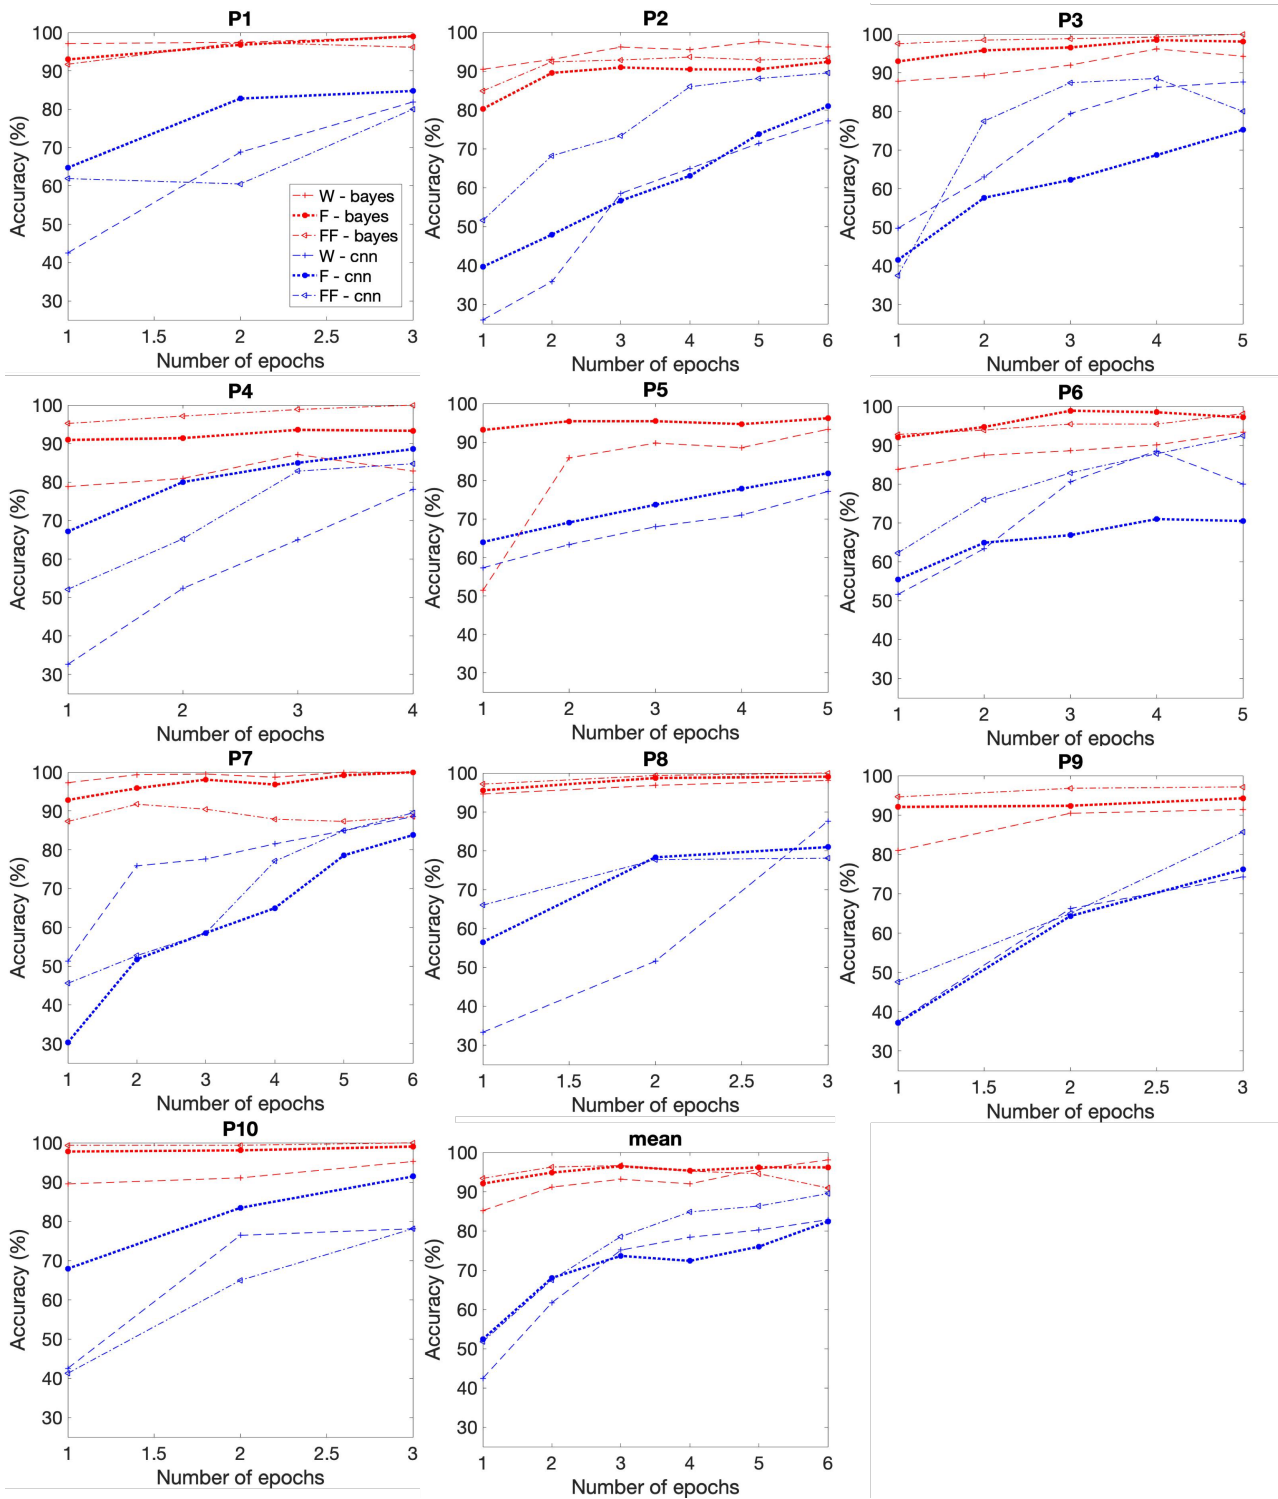 P1
Accuracy (%)
100
90
80
70
60
50
40
30
W - bayes
F - bayes
FF - bayes
W - cnn
F - cnn
FF - cnn
1 1.5 2 2.5 3
Number of epochs
P2
Accuracy (%)
100
90
80
70
60
50
40
30
1 2 3 4 5 6
Number of epochs
P3
Accuracy (%)
100
90
80
70
60
50
40
30
1 2 3 4 5
Number of epochs
P4
Accuracy (%)
100
90
80
70
60
50
40
30
1 2 3 4
Number of epochs
P5
Accuracy (%)
100
90
80
70
60
50
40
30
1 2 3 4 5
Number of epochs
P6
Accuracy (%)
100
90
80
70
60
50
40
30
1 2 3 4 5
Number of epochs
P7
Accuracy (%)
100
90
80
70
60
50
40
30
1 2 3 4 5 6
Number of epochs
P8
Accuracy (%)
100
90
80
70
60
50
40
30
1 1.5 2 2.5 3
Number of epochs
P9
Accuracy (%)
100
90
80
70
60
50
40
30
1 1.5 2 2.5 3
Number of epochs
P10
Accuracy (%)
100
90
80
70
60
50
40
30
1 1.5 2 2.5 3
Number of epochs
mean
Accuracy (%)
100
90
80
70
60
50
40
30
1 2 3 4 5 6
Number of epochs